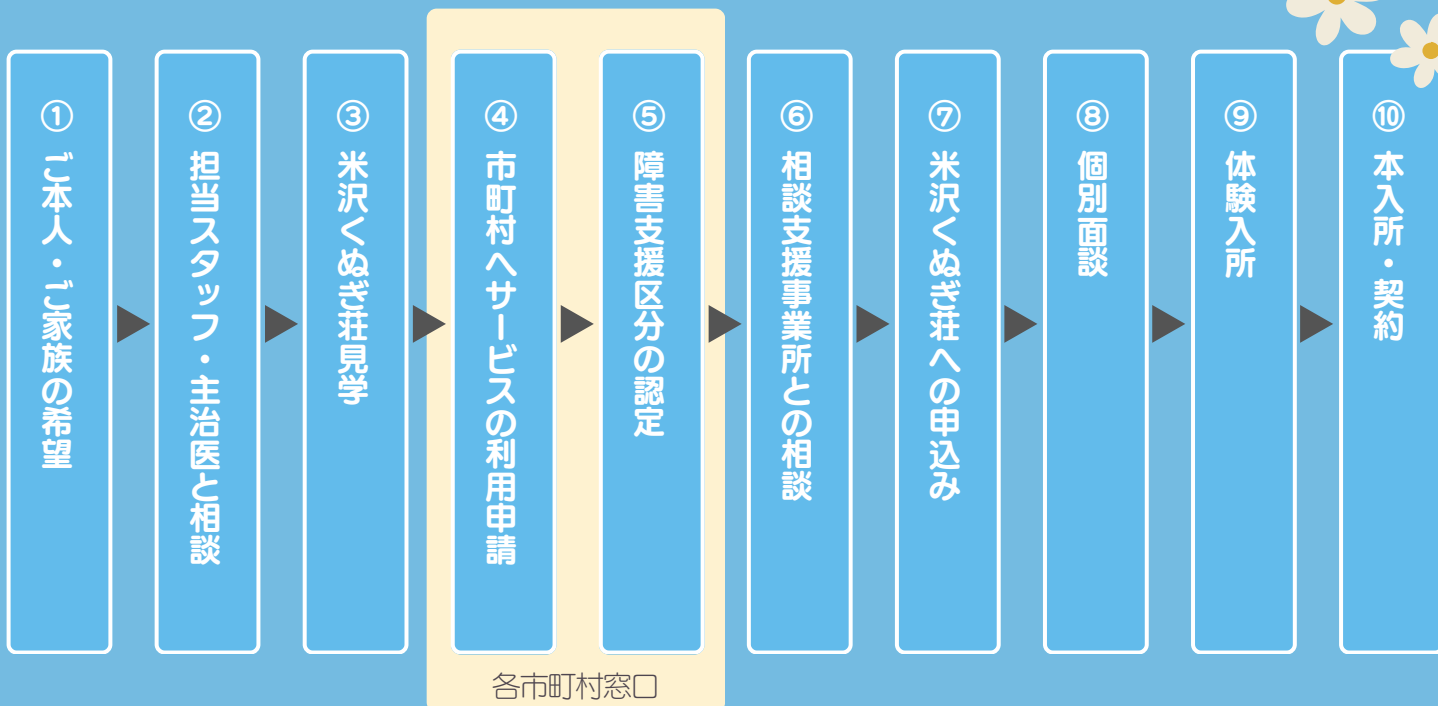 ① ご本人・ご家族の希望
② 担当スタッフ・主治医と相談
③ 米沢くぬぎ荘見学
④ 市町村へサービスの利用申請
⑤ 障害支援区分の認定
各市町村窓口
⑥ 相談支援事業所との相談
⑦ 米沢くぬぎ荘への申込み
⑧ 個別面談
⑨ 体験入所
⑩ 本入所・契約